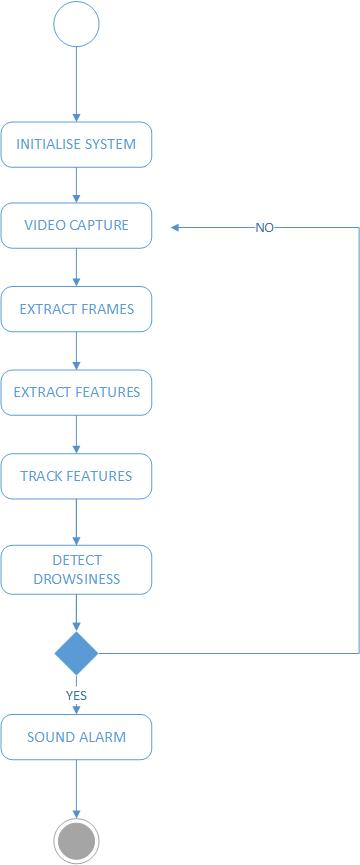 INITIALISE SYSTEM
VIDEO CAPTURE
NO
EXTRACT FRAMES
EXTRACT FEATURES
TRACK FEATURES
DETECT
DROWSINESS
YES
SOUND ALARM